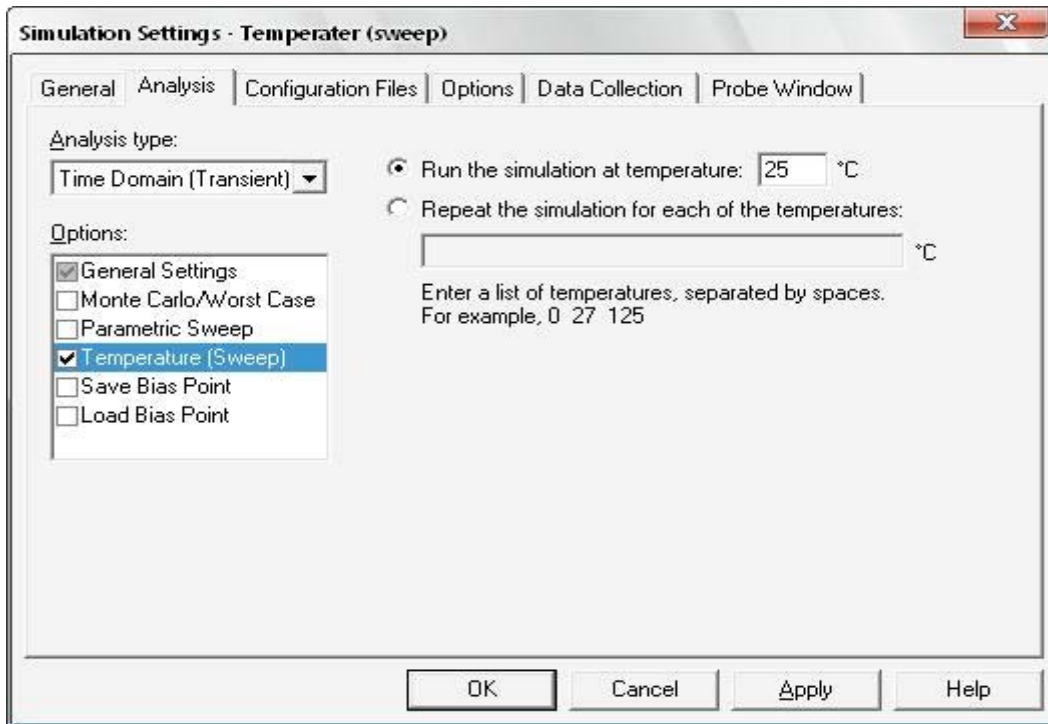 Simulation Settings - Temperater (sweep)
General Analysis Configuration Files Options Data Collection Probe Window
Analysis type:
Time Domain (Transient)
Options:
General Settings
Monte Carlo/Worst Case
Parametric Sweep
Temperature (Sweep)
Save Bias Point
Load Bias Point
Run the simulation at temperature: 25 °C
Repeat the simulation for each of the temperatures:
°C
Enter a list of temperatures, separated by spaces.
For example, 0 27 125
OK Cancel Apply Help